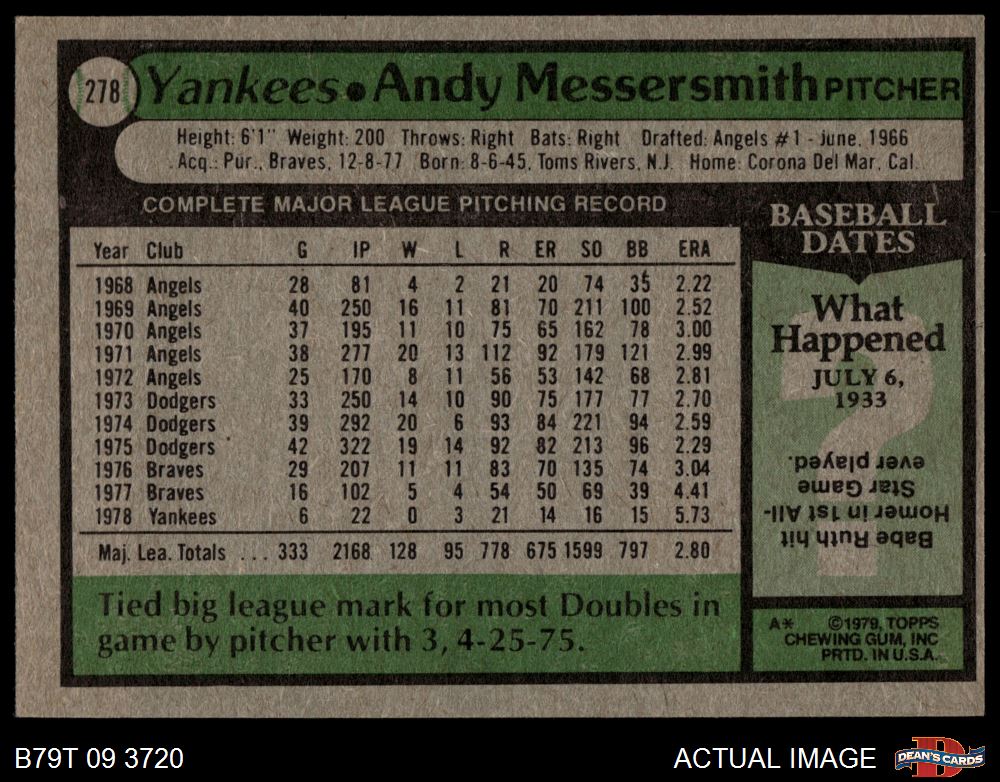 278 Yankees • Andy Messersmith PITCHER
Height: 6'1" Weight: 200 Throws: Right Bats: Right Drafted: Angels #1 - June, 1966
Acq.: Pur., Braves, 12-8-77 Born: 8-6-45, Toms Rivers, N.J. Home: Corona Del Mar, Cal.
COMPLETE MAJOR LEAGUE PITCHING RECORD
Year Club G IP W L R ER SO BB ERA
1968 Angels 28 81 4 2 21 20 74 35 2.22
1969 Angels 40 250 16 11 81 70 211 100 2.52
1970 Angels 37 195 11 10 75 65 162 78 3.00
1971 Angels 38 277 20 13 112 92 179 121 2.99
1972 Angels 25 170 8 11 56 53 142 68 2.81
1973 Dodgers 33 250 14 10 90 75 177 77 2.70
1974 Dodgers 39 292 20 6 93 84 221 94 2.59
1975 Dodgers 42 322 19 14 92 82 213 96 2.29
1976 Braves 29 207 11 11 83 70 135 74 3.04
1977 Braves 16 102 5 4 54 50 69 39 4.41
1978 Yankees 6 22 0 3 21 14 16 15 5.73
Maj. Lea. Totals ... 333 2168 128 95 778 675 1599 797 2.80
Tied big league mark for most Doubles in
game by pitcher with 3, 4-25-75.
BASEBALL
DATES
What
Happened
JULY 6,
1933
?
Babe Ruth hit
Homer in 1st All-
Star Game
ever played.
A* ©1979, TOPPS
CHEWING GUM, INC
PRTD. IN U.S.A.
B79T 09 3720
ACTUAL IMAGE
D
DEAN'S CARDS